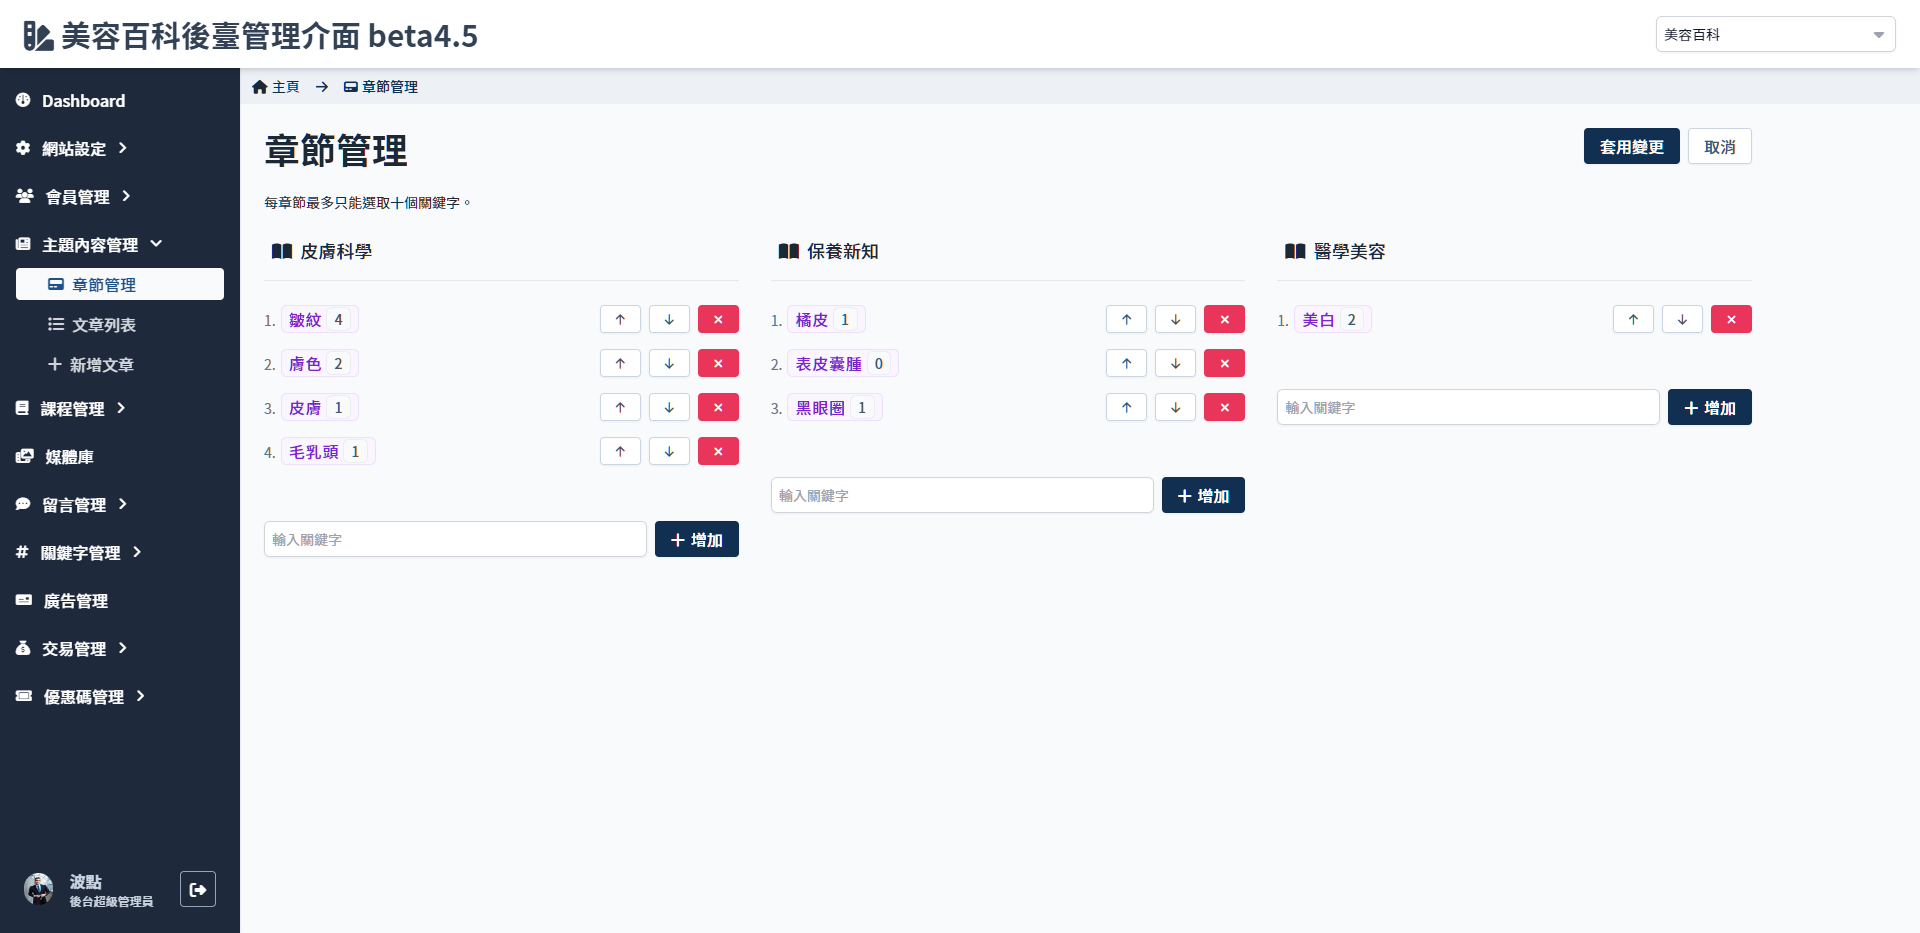 美容百科後臺管理介面 beta4.5
美容百科
Dashboard
網站設定
會員管理
主題內容管理
章節管理
文章列表
新增文章
課程管理
媒體庫
留言管理
關鍵字管理
廣告管理
交易管理
優惠碼管理
波點
後台超級管理員
主頁 → 章節管理
章節管理
套用變更
取消
每章節最多只能選取十個關鍵字。
皮膚科學
1. 皺紋 4
2. 膚色 2
3. 皮膚 1
4. 毛乳頭 1
輸入關鍵字
+ 增加
保養新知
1. 橘皮 1
2. 表皮囊腫 0
3. 黑眼圈 1
輸入關鍵字
+ 增加
醫學美容
1. 美白 2
輸入關鍵字
+ 增加